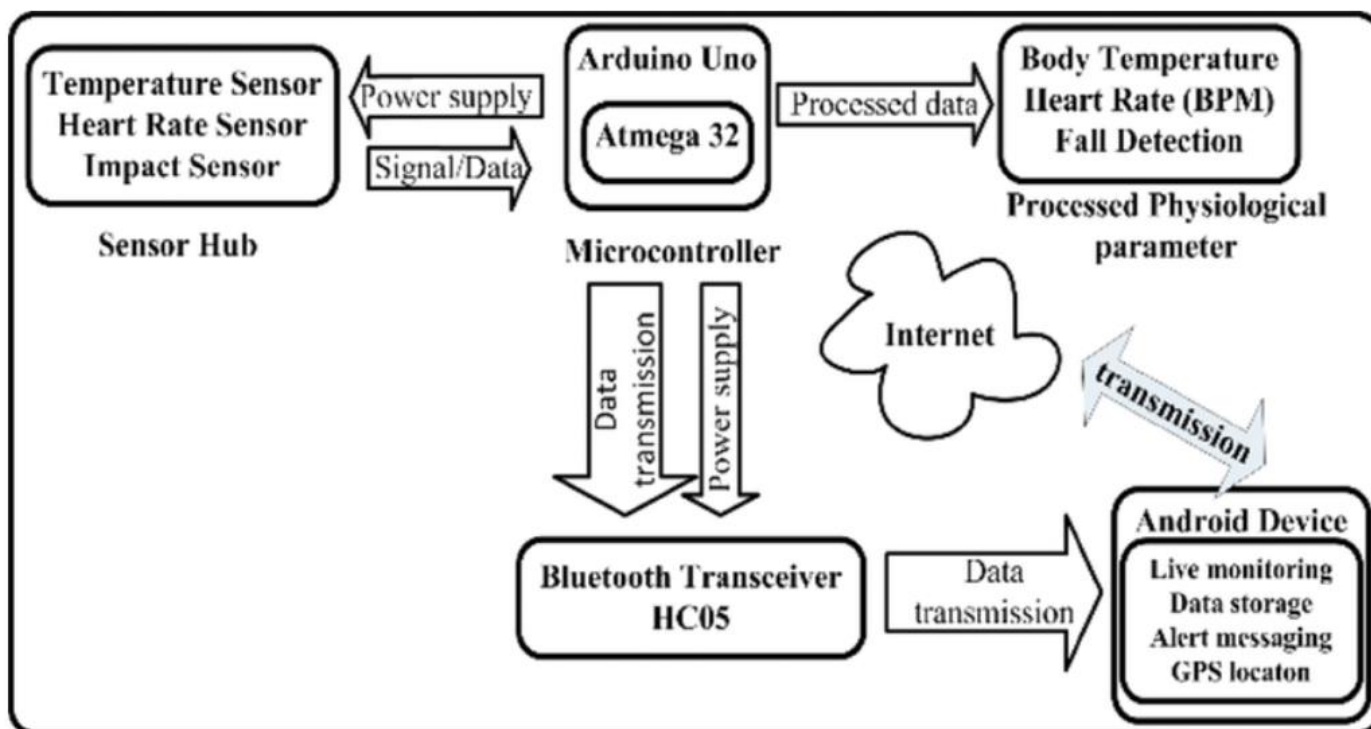 Temperature Sensor
Heart Rate Sensor
Impact Sensor
Sensor Hub
Power supply
Signal/Data
Arduino Uno
Atmega 32
Microcontroller
Processed data
Body Temperature
Heart Rate (BPM)
Fall Detection
Processed Physiological
parameter
Internet
transmission
Data
transmission
Power supply
Bluetooth Transceiver
HC05
Data
transmission
Android Device
Live monitoring
Data storage
Alert messaging
GPS locaton